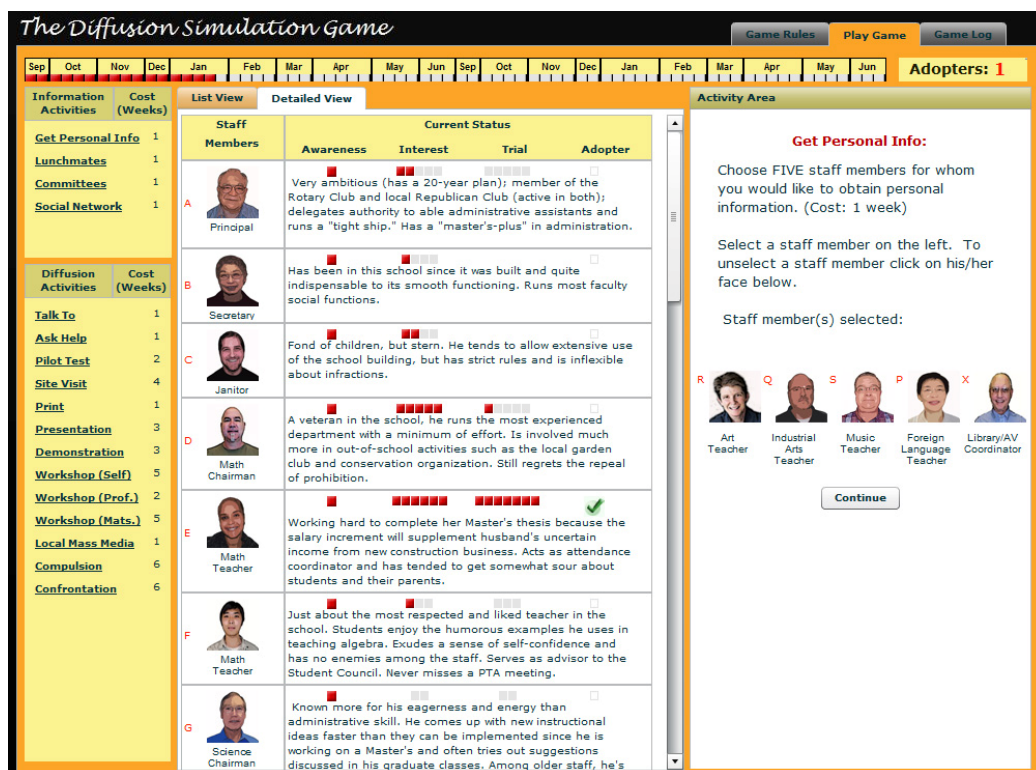 The Diffusion Simulation Game
Game Rules
Play Game
Game Log
Sep Oct Nov Dec Jan Feb Mar Apr May Jun Sep Oct Nov Dec Jan Feb Mar Apr May Jun
Adopters: 1
Information Activities Cost (Weeks)
Get Personal Info 1
Lunchmates 1
Committees 1
Social Network 1
Diffusion Activities Cost (Weeks)
Talk To 1
Ask Help 1
Pilot Test 2
Site Visit 4
Print 1
Presentation 3
Demonstration 3
Workshop (Self) 5
Workshop (Prof.) 2
Workshop (Mats.) 5
Local Mass Media 1
Compulsion 6
Confrontation 6
List View
Detailed View
Staff Members
Current Status
Awareness Interest Trial Adopter
A
Principal
Very ambitious (has a 20-year plan); member of the
Rotary Club and local Republican Club (active in both);
delegates authority to able administrative assistants and
runs a "tight ship." Has a "master's-plus" in administration.
B
Secretary
Has been in this school since it was built and quite
indispensable to its smooth functioning. Runs most faculty
social functions.
C
Janitor
Fond of children, but stern. He tends to allow extensive use
of the school building, but has strict rules and is inflexible
about infractions.
D
Math
Chairman
A veteran in the school, he runs the most experienced
department with a minimum of effort. Is involved much
more in out-of-school activities such as the local garden
club and conservation organization. Still regrets the repeal
of prohibition.
E
Math
Teacher
Working hard to complete her Master's thesis because the
salary increment will supplement husband's uncertain
income from new construction business. Acts as attendance
coordinator and has tended to get somewhat sour about
students and their parents.
F
Math
Teacher
Just about the most respected and liked teacher in the
school. Students enjoy the humorous examples he uses in
teaching algebra. Exudes a sense of self-confidence and
has no enemies among the staff. Serves as advisor to the
Student Council. Never misses a PTA meeting.
G
Science
Chairman
Known more for his eagerness and energy than
administrative skill. He comes up with new instructional
ideas faster than they can be implemented since he is
working on a Master's and often tries out suggestions
discussed in his graduate classes. Among older staff, he's
Activity Area
Get Personal Info:
Choose FIVE staff members for whom
you would like to obtain personal
information. (Cost: 1 week)
Select a staff member on the left. To
unselect a staff member click on his/her
face below.
Staff member(s) selected:
R Q S P X
Art
Teacher
Industrial
Arts
Teacher
Music
Teacher
Foreign
Language
Teacher
Library/AV
Coordinator
Continue